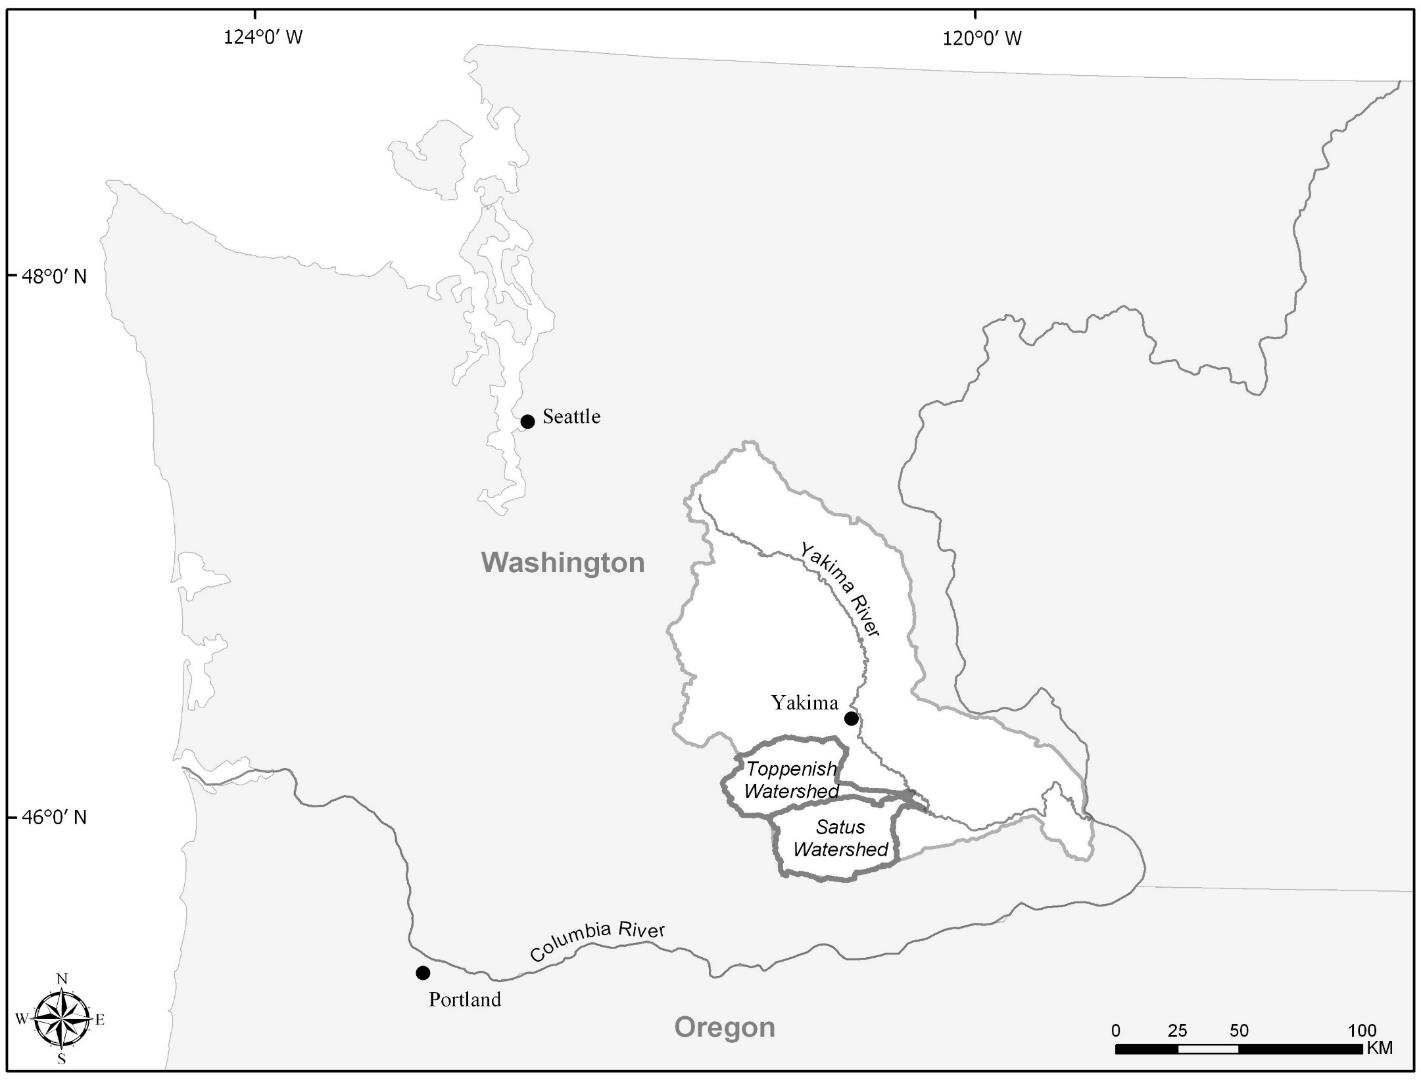 124°0′ W
120°0′ W
48°0′ N
Seattle
Washington
Yakima River
Yakima
Toppenish
Watershed
46°0′ N
Satus
Watershed
Columbia River
Portland
Oregon
N
W E
S
0 25 50 100
KM